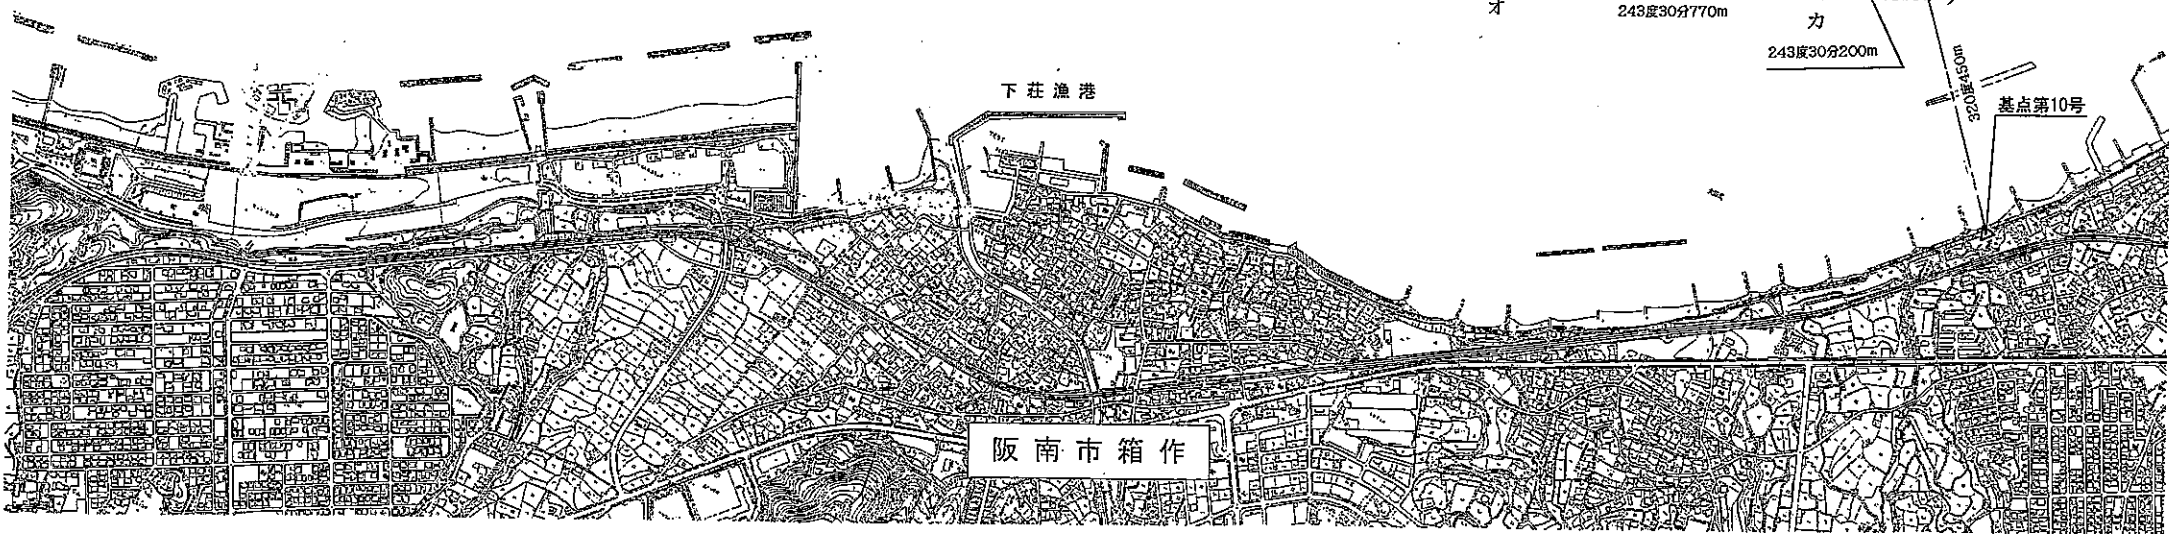 オ
243度30分770m
カ
243度30分200m
320度450m
基点第10号
下荘漁港
阪南市箱作